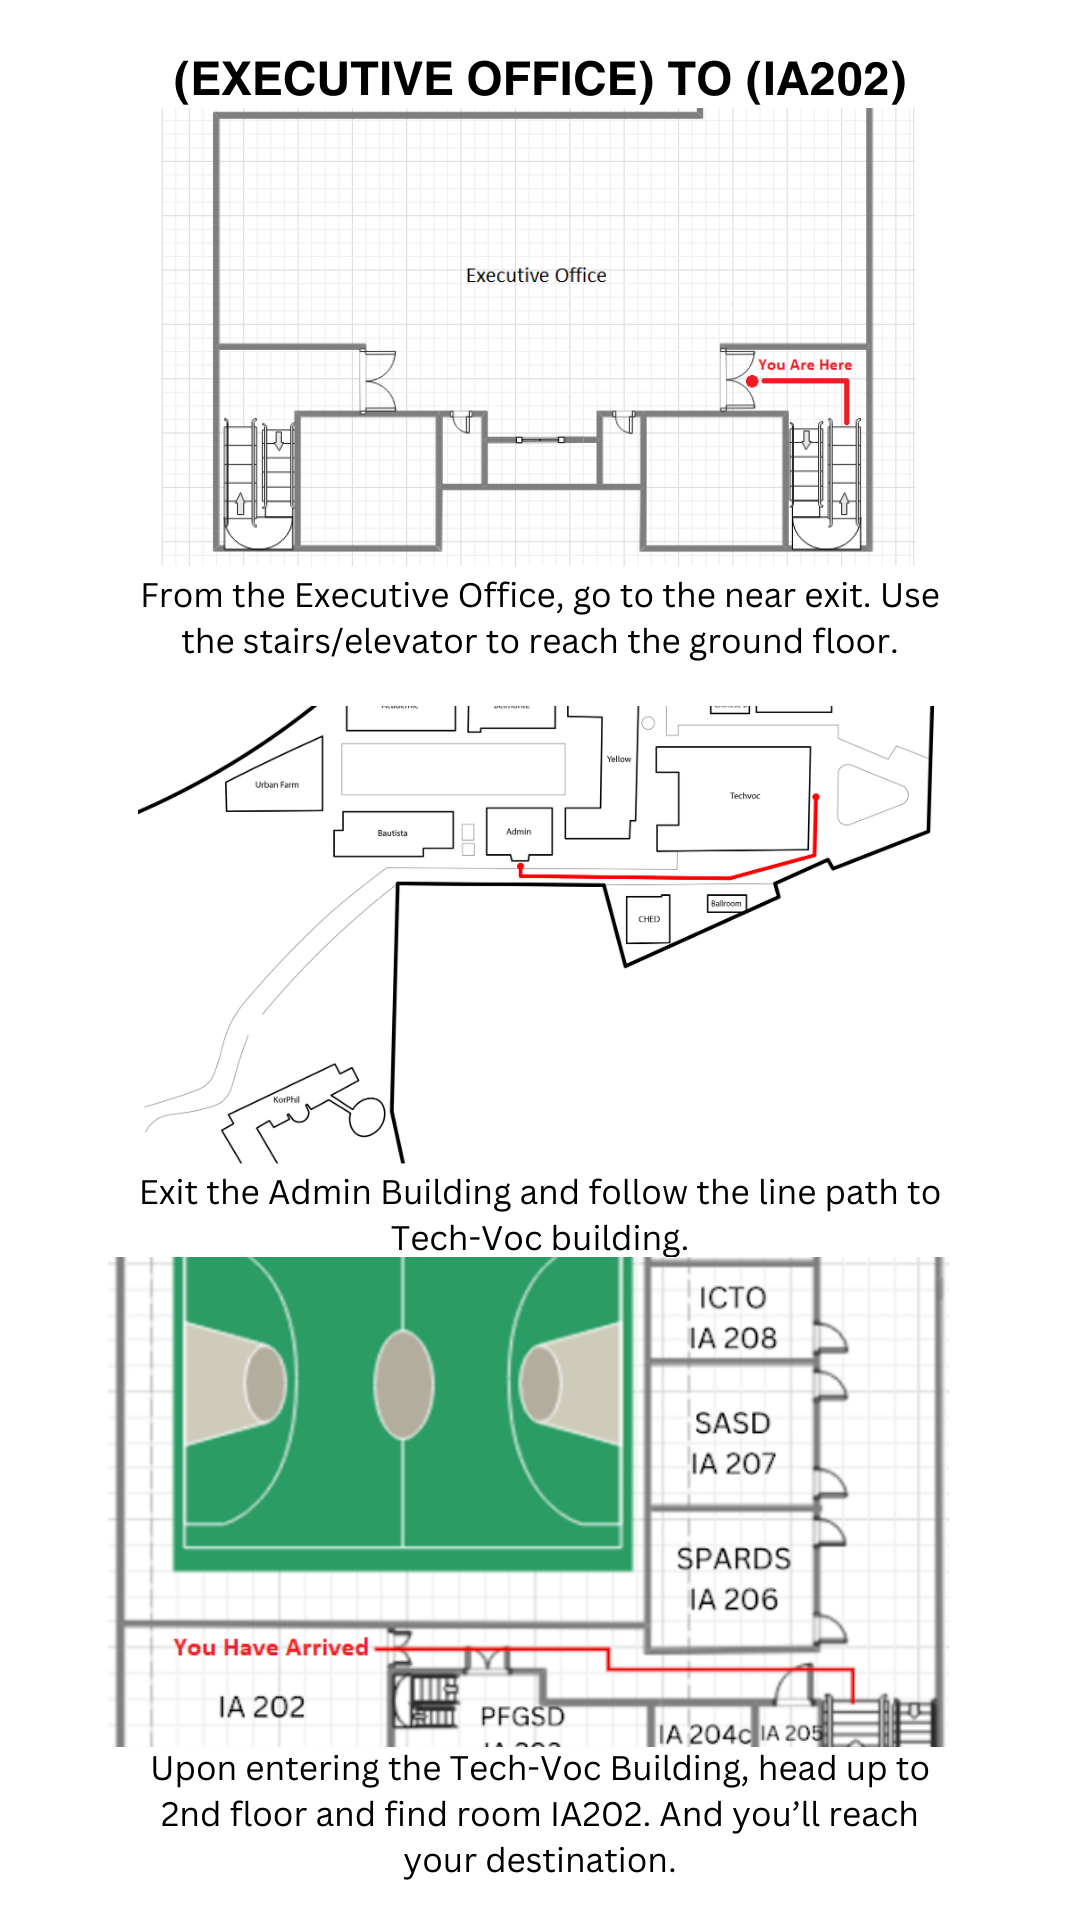 (EXECUTIVE OFFICE) TO (IA202)
Executive Office
You Are Here
From the Executive Office, go to the near exit. Use
the stairs/elevator to reach the ground floor.
Academic
Belmonte
Yellow
Urban Farm
Techvoc
Bautista
Admin
CHED
Ballroom
KorPhil
Exit the Admin Building and follow the line path to
Tech-Voc building.
ICTO
IA 208
SASD
IA 207
SPARDS
IA 206
You Have Arrived
IA 202
PFGSD
IA 204c
IA 205
Upon entering the Tech-Voc Building, head up to
2nd floor and find room IA202. And you’ll reach
your destination.